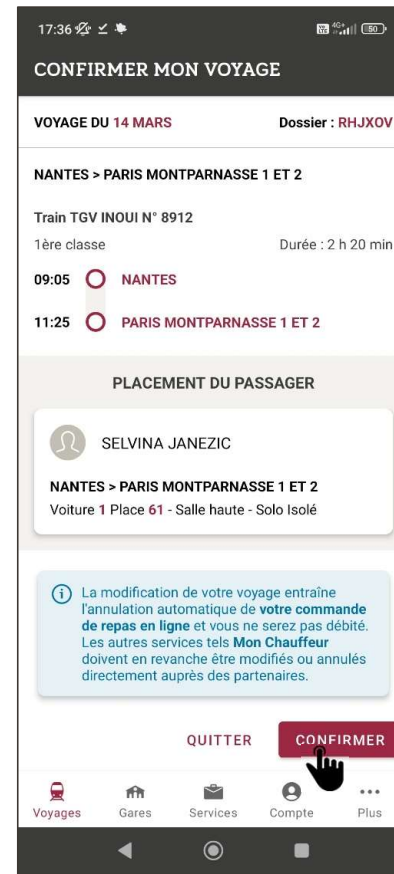 17:36
4G+ 50
CONFIRMER MON VOYAGE
VOYAGE DU 14 MARS Dossier : RHJXOV
NANTES > PARIS MONTPARNASSE 1 ET 2
Train TGV INOUI N° 8912
1ère classe Durée : 2 h 20 min
09:05 NANTES
11:25 PARIS MONTPARNASSE 1 ET 2
PLACEMENT DU PASSAGER
SELVINA JANEZIC
NANTES > PARIS MONTPARNASSE 1 ET 2
Voiture 1 Place 61 - Salle haute - Solo Isolé
La modification de votre voyage entraîne
l'annulation automatique de votre commande
de repas en ligne et vous ne serez pas débité.
Les autres services tels Mon Chauffeur
doivent en revanche être modifiés ou annulés
directement auprès des partenaires.
QUITTER CONFIRMER
Voyages Gares Services Compte Plus